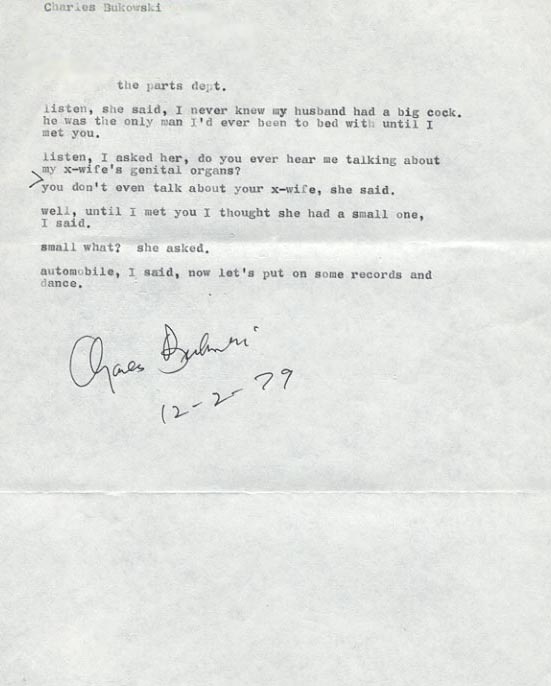 Charles Bukowski
the parts dept.
listen, she said, I never knew my husband had a big cock.
he was the only man I'd ever been to bed with until I
met you.
listen, I asked her, do you ever hear me talking about
my x-wife's genital organs?
>
you don't even talk about your x-wife, she said.
well, until I met you I thought she had a small one,
I said.
small what?  she asked.
automobile, I said, now let's put on some records and
dance.
Charles Bukowski
12-2-79